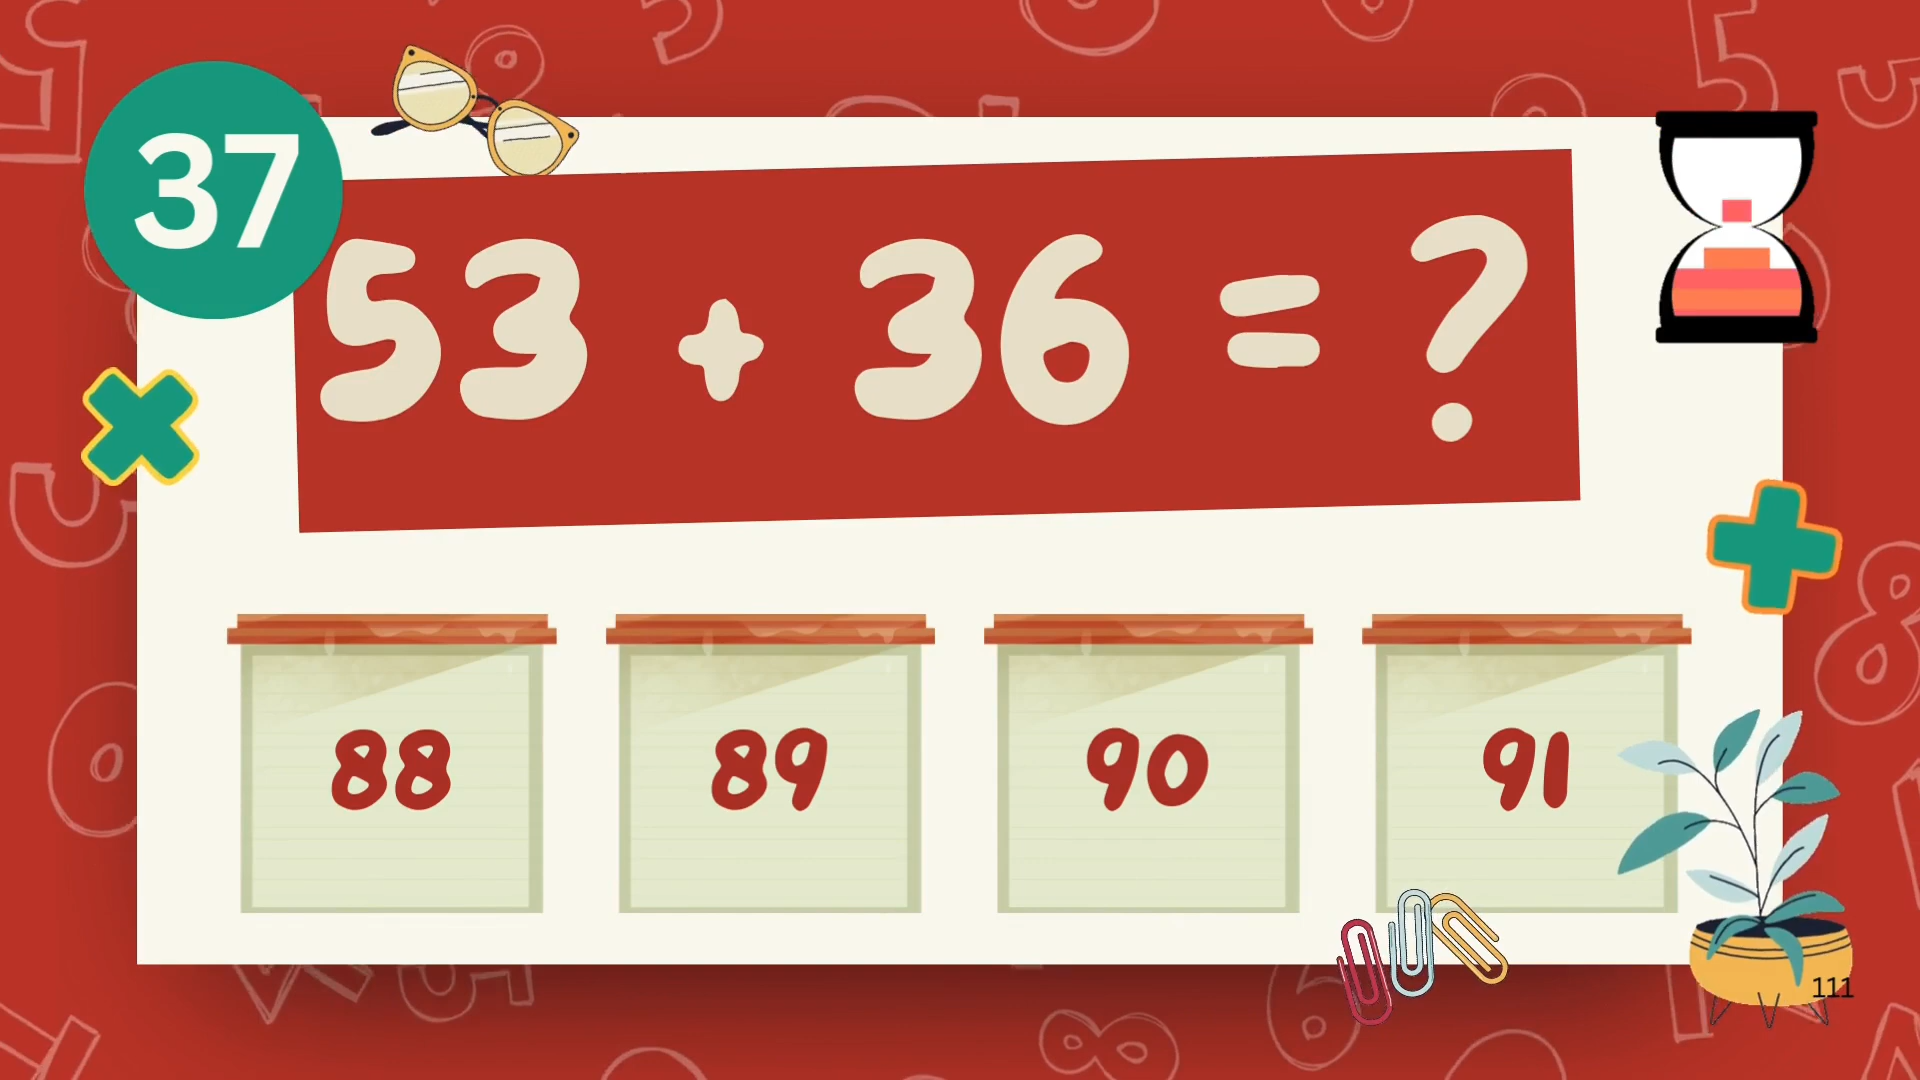 37
53 + 36 = ?
88 89 90 91
111